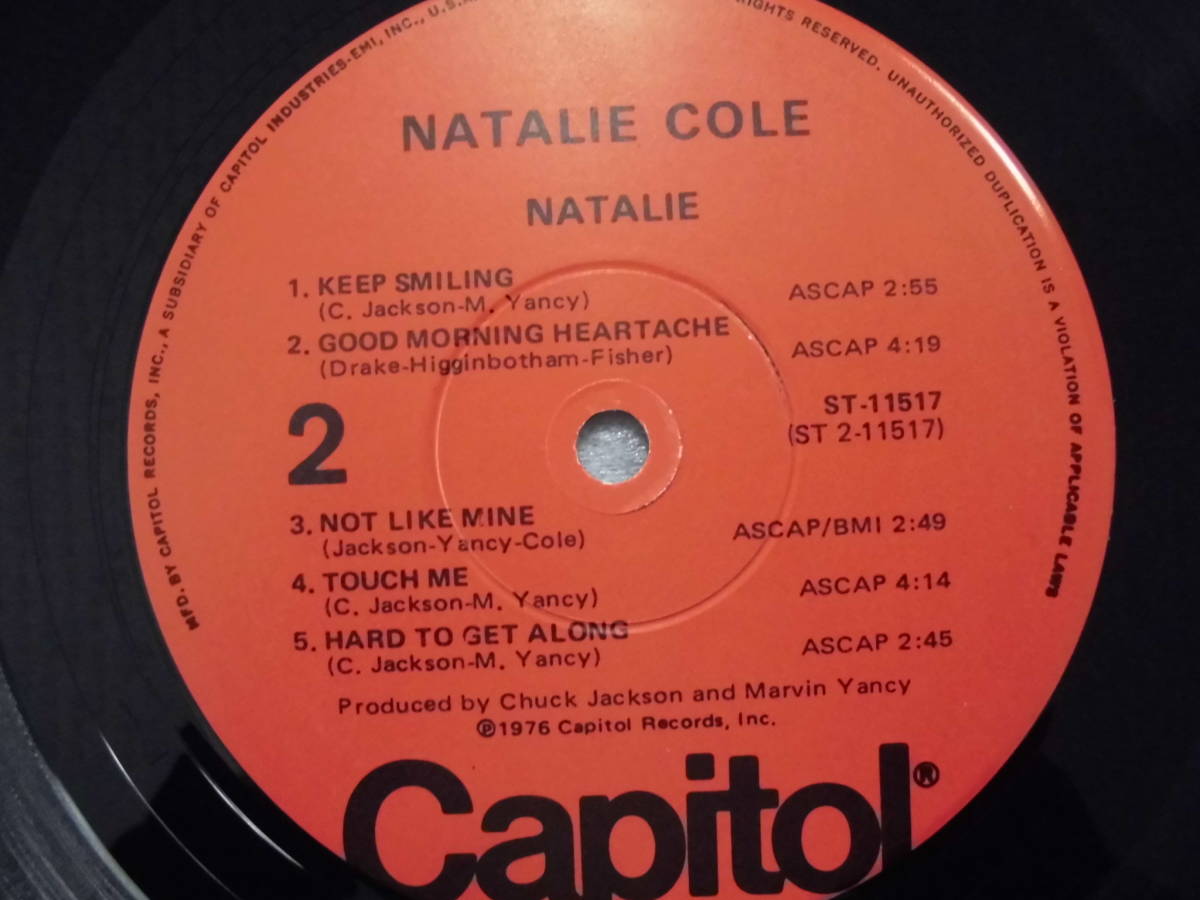 NATALIE COLE
NATALIE
1. KEEP SMILING
(C. Jackson-M. Yancy)
ASCAP 2:55
2. GOOD MORNING HEARTACHE
(Drake-Higginbotham-Fisher)
ASCAP 4:19
2
ST-11517
(ST 2-11517)
3. NOT LIKE MINE
(Jackson-Yancy-Cole)
ASCAP/BMI 2:49
4. TOUCH ME
(C. Jackson-M. Yancy)
ASCAP 4:14
5. HARD TO GET ALONG
(C. Jackson-M. Yancy)
ASCAP 2:45
Produced by Chuck Jackson and Marvin Yancy
℗1976 Capitol Records, Inc.
Capitol®
MFD. BY CAPITOL RECORDS, INC., A SUBSIDIARY OF CAPITOL INDUSTRIES-EMI, INC., U.S.A.
RIGHTS RESERVED. UNAUTHORIZED DUPLICATION IS A VIOLATION OF APPLICABLE LAWS